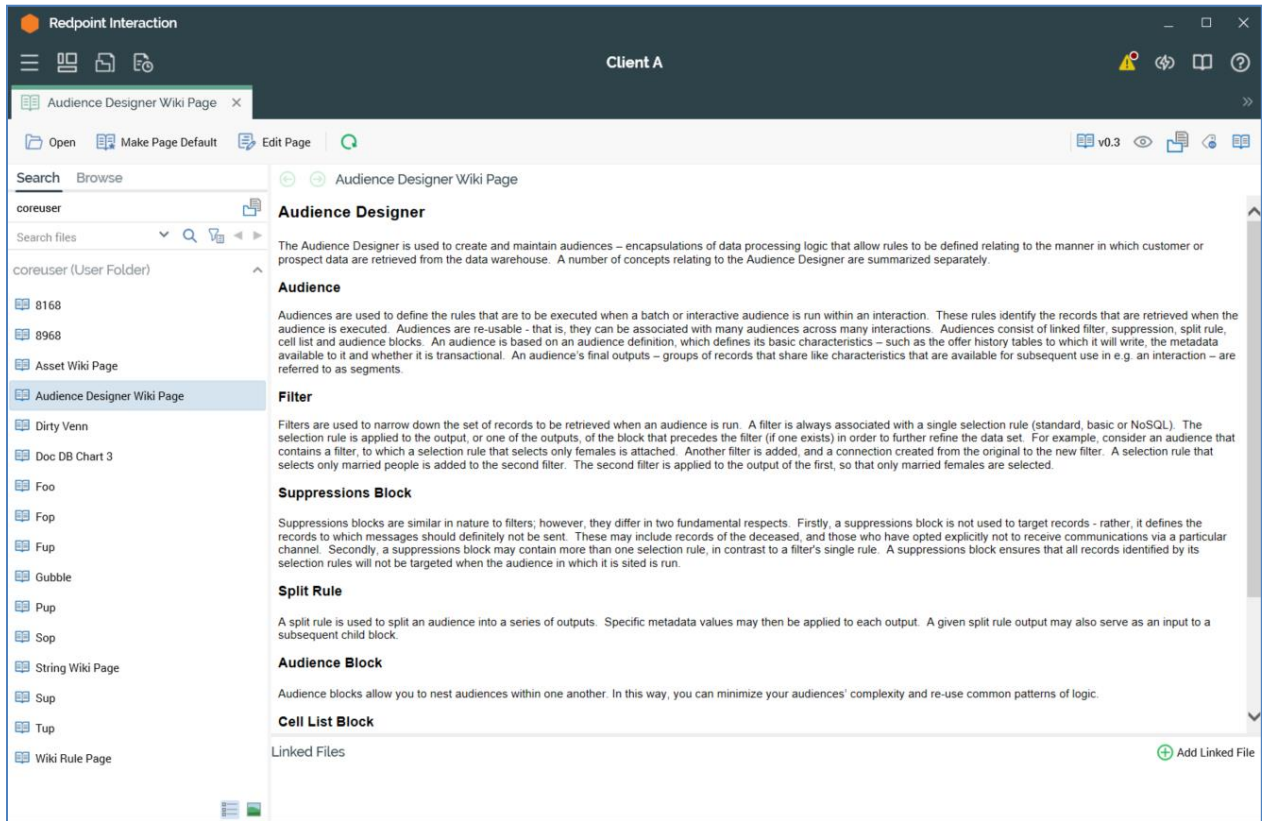 Redpoint Interaction
Client A
Audience Designer Wiki Page
Open
Make Page Default
Edit Page
v0.3
Search
Browse
coreuser
Search files
coreuser (User Folder)
8168
8968
Asset Wiki Page
Audience Designer Wiki Page
Dirty Venn
Doc DB Chart 3
Foo
Fop
Fup
Gubble
Pup
Sop
String Wiki Page
Sup
Tup
Wiki Rule Page
Audience Designer Wiki Page
Audience Designer
The Audience Designer is used to create and maintain audiences – encapsulations of data processing logic that allow rules to be defined relating to the manner in which customer or
prospect data are retrieved from the data warehouse. A number of concepts relating to the Audience Designer are summarized separately.
Audience
Audiences are used to define the rules that are to be executed when a batch or interactive audience is run within an interaction. These rules identify the records that are retrieved when the
audience is executed. Audiences are re-usable - that is, they can be associated with many audiences across many interactions. Audiences consist of linked filter, suppression, split rule,
cell list and audience blocks. An audience is based on an audience definition, which defines its basic characteristics – such as the offer history tables to which it will write, the metadata
available to it and whether it is transactional. An audience's final outputs – groups of records that share like characteristics that are available for subsequent use in e.g. an interaction – are
referred to as segments.
Filter
Filters are used to narrow down the set of records to be retrieved when an audience is run. A filter is always associated with a single selection rule (standard, basic or NoSQL). The
selection rule is applied to the output, or one of the outputs, of the block that precedes the filter (if one exists) in order to further refine the data set. For example, consider an audience that
contains a filter, to which a selection rule that selects only females is attached. Another filter is added, and a connection created from the original to the new filter. A selection rule that
selects only married people is added to the second filter. The second filter is applied to the output of the first, so that only married females are selected.
Suppressions Block
Suppressions blocks are similar in nature to filters; however, they differ in two fundamental respects. Firstly, a suppressions block is not used to target records - rather, it defines the
records to which messages should definitely not be sent. These may include records of the deceased, and those who have opted explicitly not to receive communications via a particular
channel. Secondly, a suppressions block may contain more than one selection rule, in contrast to a filter's single rule. A suppressions block ensures that all records identified by its
selection rules will not be targeted when the audience in which it is sited is run.
Split Rule
A split rule is used to split an audience into a series of outputs. Specific metadata values may then be applied to each output. A given split rule output may also serve as an input to a
subsequent child block.
Audience Block
Audience blocks allow you to nest audiences within one another. In this way, you can minimize your audiences' complexity and re-use common patterns of logic.
Cell List Block
Linked Files
Add Linked File